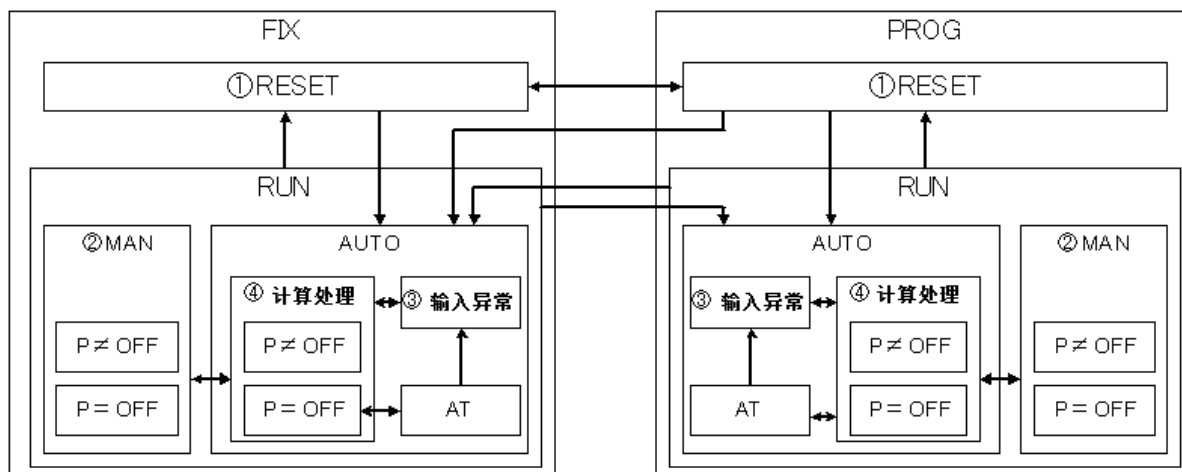 FIX
①RESET
RUN
②MAN
P≠OFF
P=OFF
AUTO
④ 计算处理
P≠OFF
P=OFF
③ 输入异常
AT
PROG
①RESET
RUN
AUTO
③ 输入异常
AT
④ 计算处理
P≠OFF
P=OFF
②MAN
P≠OFF
P=OFF